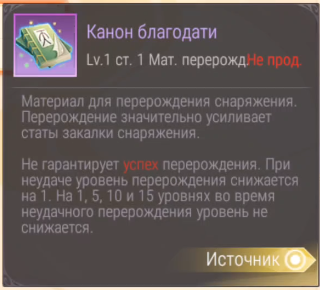 Канон благодати
Lv.1 ст. 1 Мат. перерожд.Не прод.
Материал для перерождения снаряжения.
Перерождение значительно усиливает
статы закалки снаряжения.
Не гарантирует успех перерождения. При
неудаче уровень перерождения снижается
на 1. На 1, 5, 10 и 15 уровнях во время
неудачного перерождения уровень не
снижается.
Источник